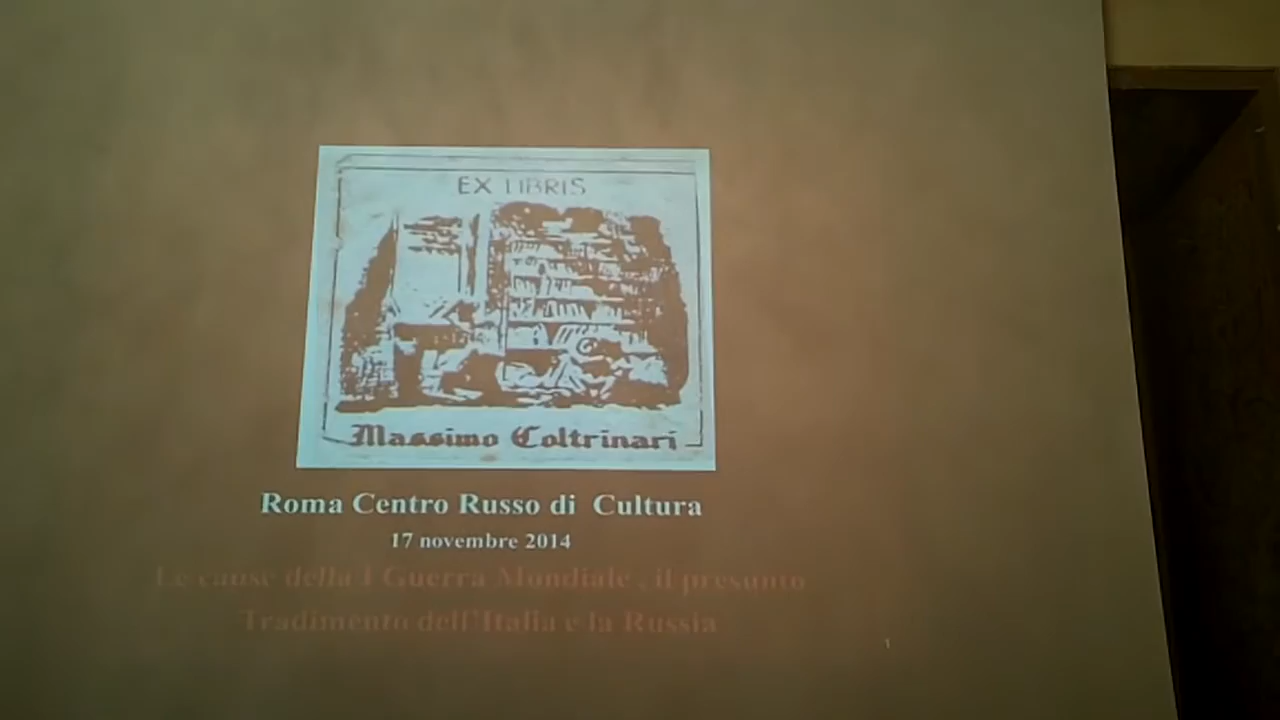 EX LIBRIS
Massimo Coltrinari
Roma Centro Russo di Cultura
17 novembre 2014
Le cause della I Guerra Mondiale , il presunto
Tradimento dell'Italia e la Russia
1